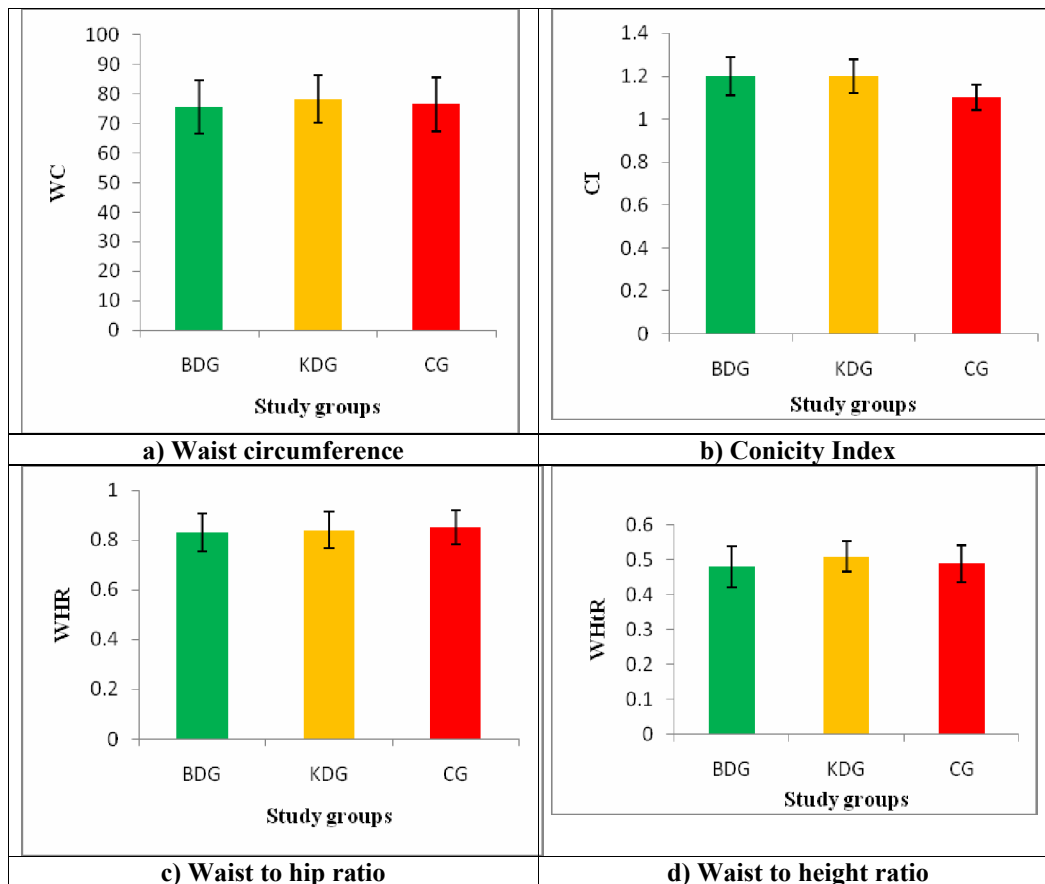 100
90
80
70
60
50
40
30
20
10
0
WC
BDG KDG CG
Study groups
a) Waist circumference
1.4
1.2
1
0.8
0.6
0.4
0.2
0
CI
BDG KDG CG
Study groups
b) Conicity Index
1
0.8
0.6
0.4
0.2
0
WHR
BDG KDG CG
Study groups
c) Waist to hip ratio
0.6
0.5
0.4
0.3
0.2
0.1
0
WHtR
BDG KDG CG
Study groups
d) Waist to height ratio